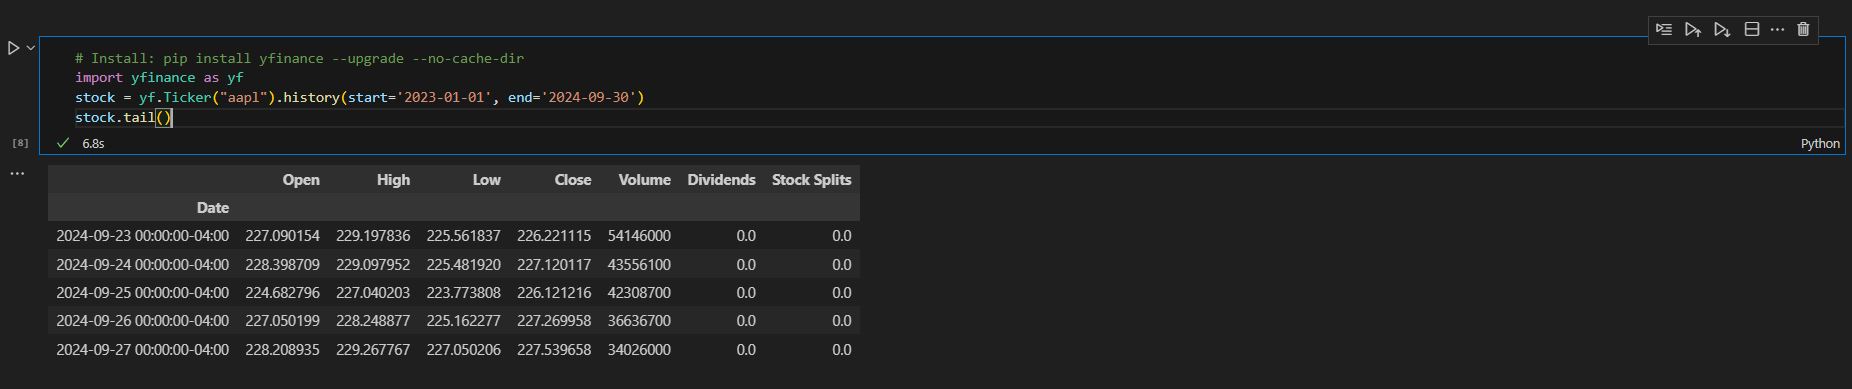 # Install: pip install yfinance --upgrade --no-cache-dir
import yfinance as yf
stock = yf.Ticker("aapl").history(start='2023-01-01', end='2024-09-30')
stock.tail()
[8] 6.8s Python
Open High Low Close Volume Dividends Stock Splits
Date
2024-09-23 00:00:00-04:00 227.090154 229.197836 225.561837 226.221115 54146000 0.0 0.0
2024-09-24 00:00:00-04:00 228.398709 229.097952 225.481920 227.120117 43556100 0.0 0.0
2024-09-25 00:00:00-04:00 224.682796 227.040203 223.773808 226.121216 42308700 0.0 0.0
2024-09-26 00:00:00-04:00 227.050199 228.248877 225.162277 227.269958 36636700 0.0 0.0
2024-09-27 00:00:00-04:00 228.208935 229.267767 227.050206 227.539658 34026000 0.0 0.0